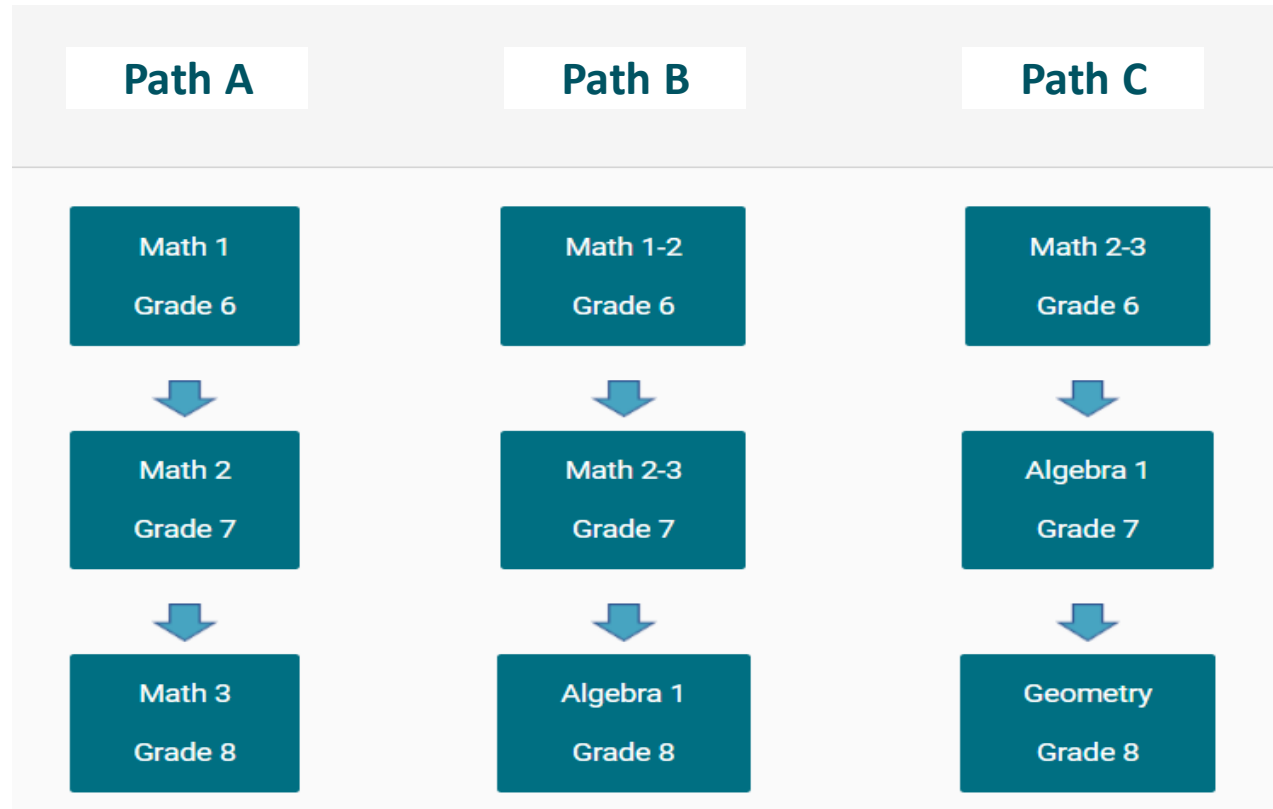 Path A
Path B
Path C
Math 1
Grade 6
Math 1-2
Grade 6
Math 2-3
Grade 6
Math 2
Grade 7
Math 2-3
Grade 7
Algebra 1
Grade 7
Math 3
Grade 8
Algebra 1
Grade 8
Geometry
Grade 8